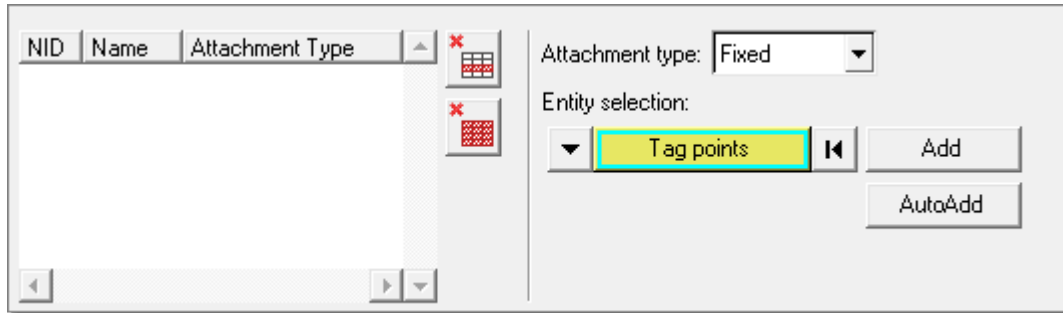 NID Name Attachment Type
Attachment type: Fixed
Entity selection:
Tag points Add
AutoAdd